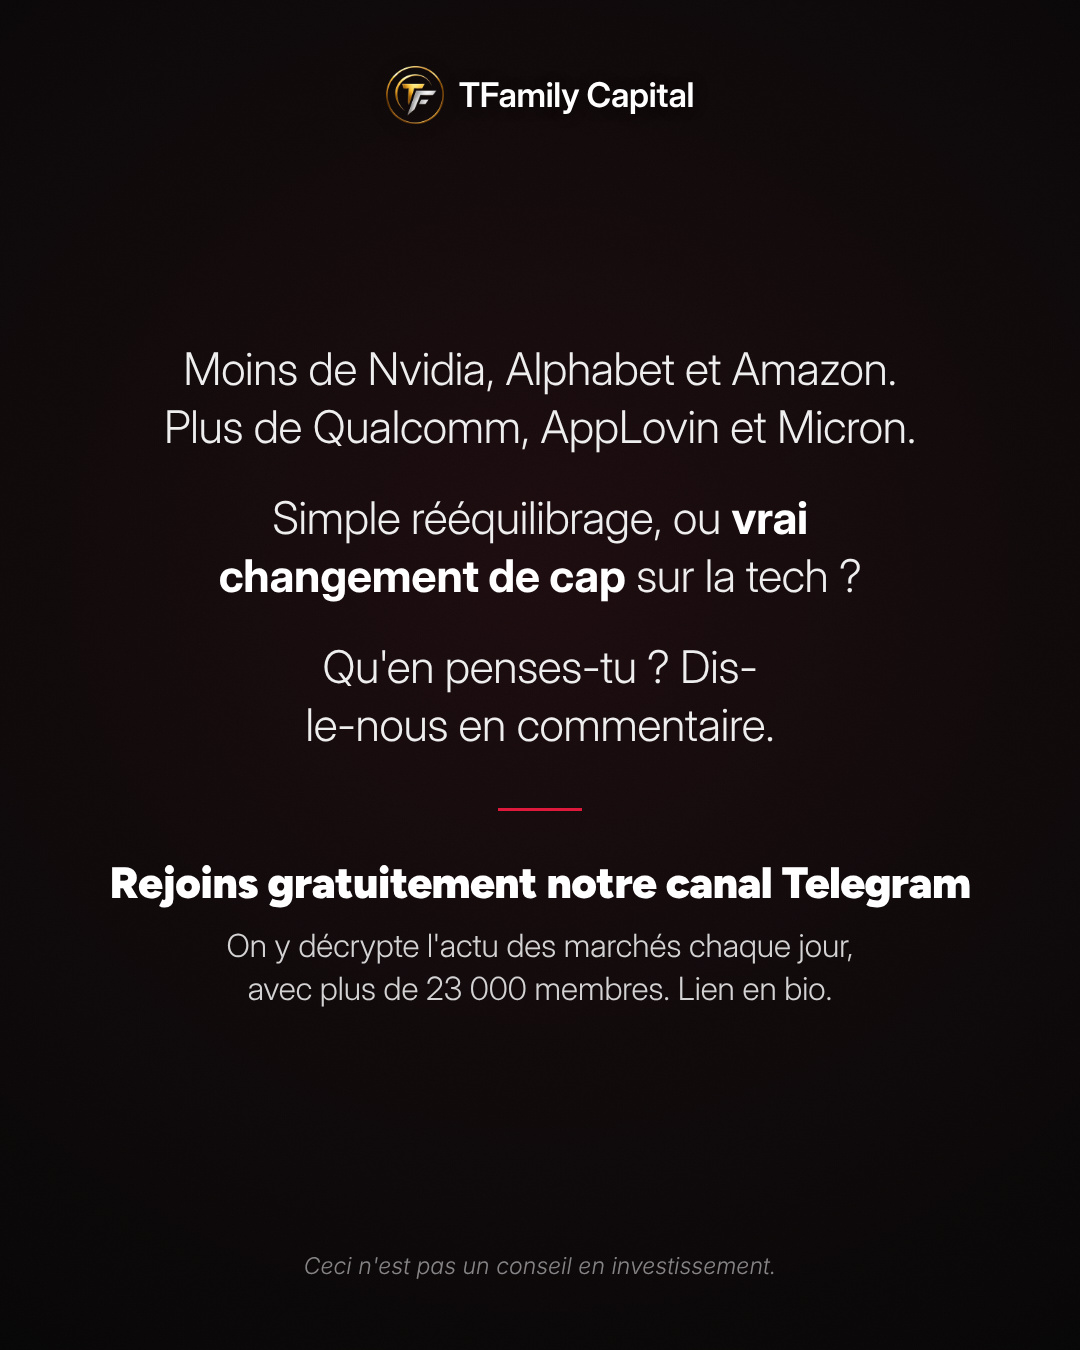 TF TFamily Capital
Moins de Nvidia, Alphabet et Amazon.
Plus de Qualcomm, AppLovin et Micron.
Simple rééquilibrage, ou vrai
changement de cap sur la tech ?
Qu'en penses-tu ? Dis-
le-nous en commentaire.
Rejoins gratuitement notre canal Telegram
On y décrypte l'actu des marchés chaque jour,
avec plus de 23 000 membres. Lien en bio.
Ceci n'est pas un conseil en investissement.